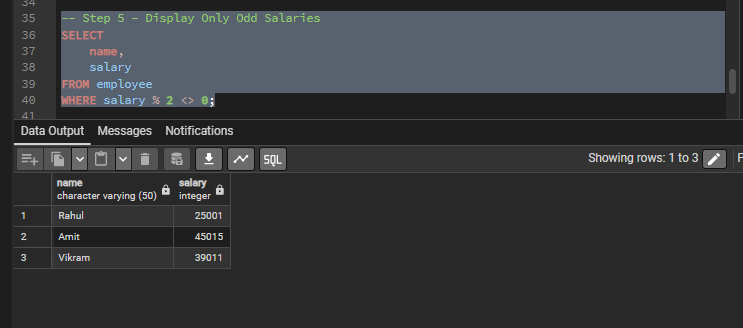 34
35 -- Step 5 - Display Only Odd Salaries
36 SELECT
37 name,
38 salary
39 FROM employee
40 WHERE salary % 2 <> 0;
41
Data Output Messages Notifications
SQL Showing rows: 1 to 3 P
name salary
character varying (50) integer
1 Rahul 25001
2 Amit 45015
3 Vikram 39011